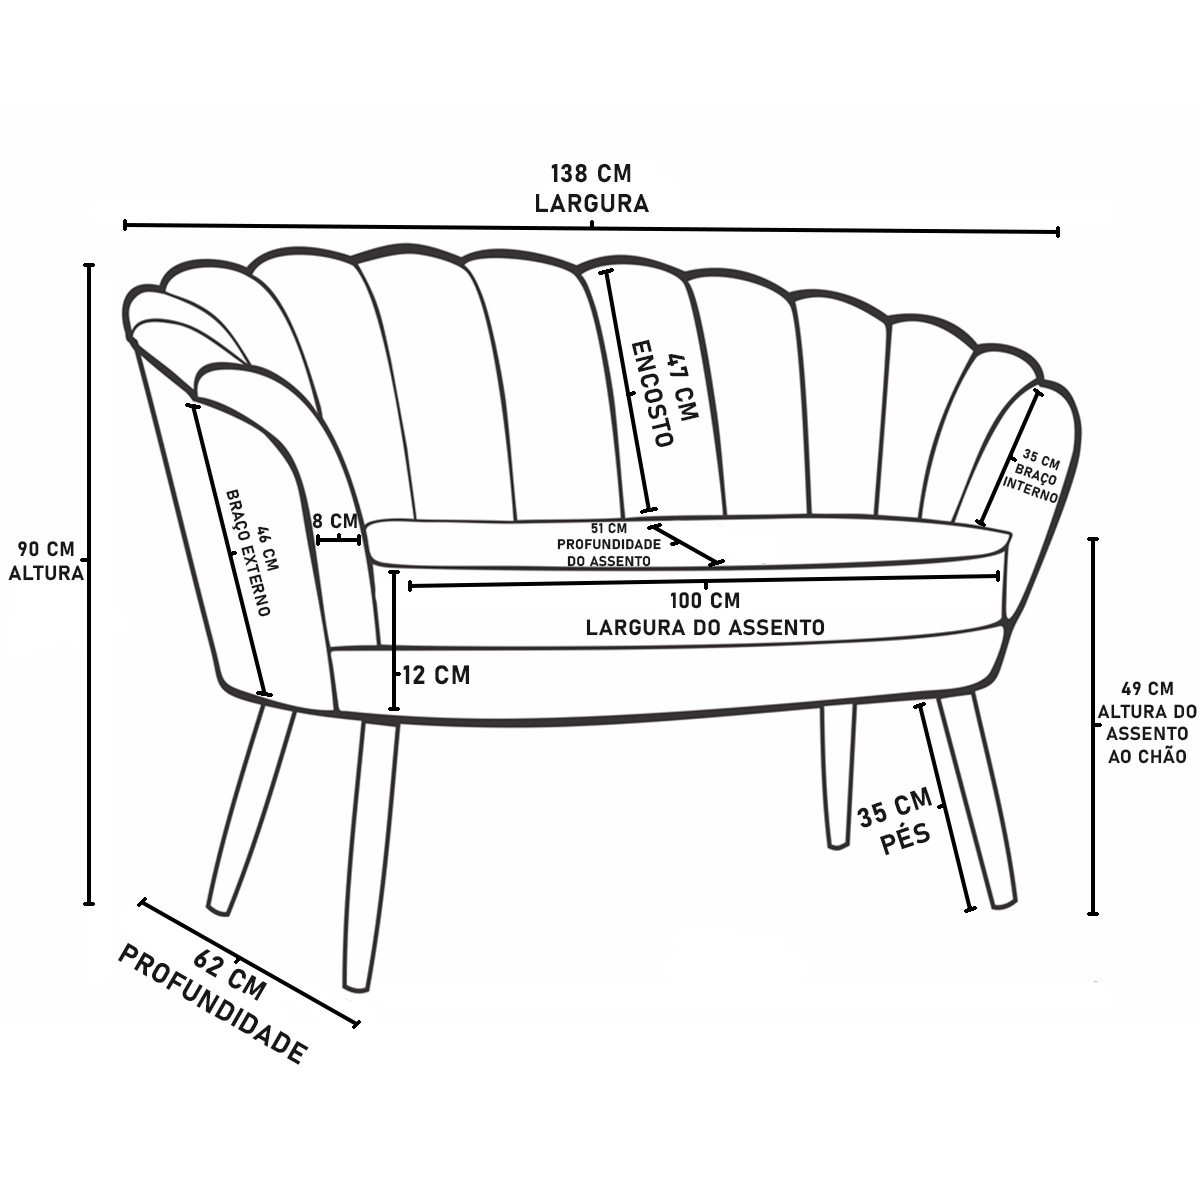 138 CM
LARGURA
47 CM
ENCOSTO
35 CM
BRAÇO
INTERNO
8 CM
46 CM
BRAÇO EXTERNO
51 CM
PROFUNDIDADE
DO ASSENTO
90 CM
ALTURA
100 CM
LARGURA DO ASSENTO
12 CM
49 CM
ALTURA DO
ASSENTO
AO CHÃO
35 CM
PÉS
62 CM
PROFUNDIDADE